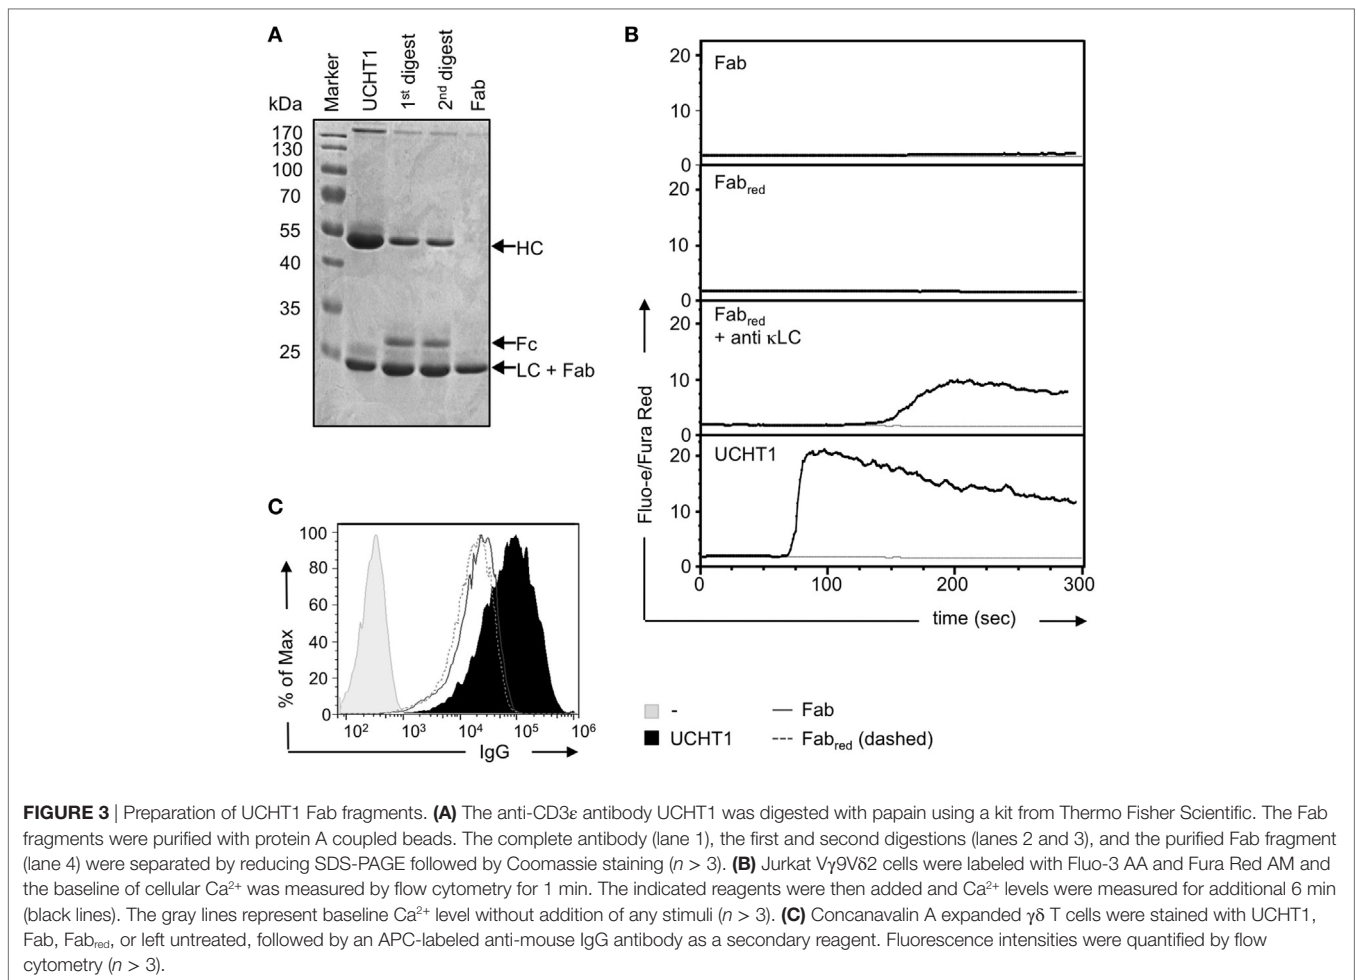 A
kDa
Marker
UCHT1
1st digest
2nd digest
Fab
170
130
100
70
55
40
35
25
HC
Fc
LC + Fab
B
Fab
20
10
0
Fabred
20
10
0
Fabred
+ anti κLC
20
10
0
UCHT1
20
10
0
Fluo-e/Fura Red
0 100 200 300
time (sec)
C
% of Max
100
80
60
40
20
0
10² 10³ 10⁴ 10⁵ 10⁶
IgG
-
UCHT1
Fab
Fabred (dashed)
FIGURE 3 | Preparation of UCHT1 Fab fragments. (A) The anti-CD3ε antibody UCHT1 was digested with papain using a kit from Thermo Fisher Scientific. The Fab
fragments were purified with protein A coupled beads. The complete antibody (lane 1), the first and second digestions (lanes 2 and 3), and the purified Fab fragment
(lane 4) were separated by reducing SDS-PAGE followed by Coomassie staining (n > 3). (B) Jurkat Vγ9Vδ2 cells were labeled with Fluo-3 AA and Fura Red AM and
the baseline of cellular Ca²⁺ was measured by flow cytometry for 1 min. The indicated reagents were then added and Ca²⁺ levels were measured for additional 6 min
(black lines). The gray lines represent baseline Ca²⁺ level without addition of any stimuli (n > 3). (C) Concanavalin A expanded γδ T cells were stained with UCHT1,
Fab, Fabred, or left untreated, followed by an APC-labeled anti-mouse IgG antibody as a secondary reagent. Fluorescence intensities were quantified by flow
cytometry (n > 3).